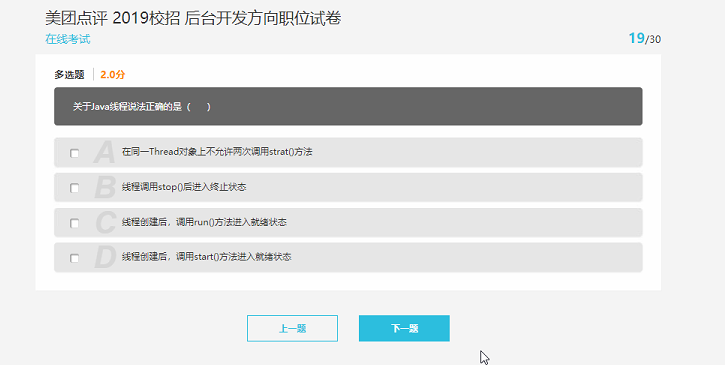 美团点评 2019校招 后台开发方向职位试卷
在线考试
19/30
多选题 2.0分
关于Java线程说法正确的是（ ）
A 在同一Thread对象上不允许两次调用strat()方法
B 线程调用stop()后进入终止状态
C 线程创建后，调用run()方法进入就绪状态
D 线程创建后，调用start()方法进入就绪状态
上一题 下一题